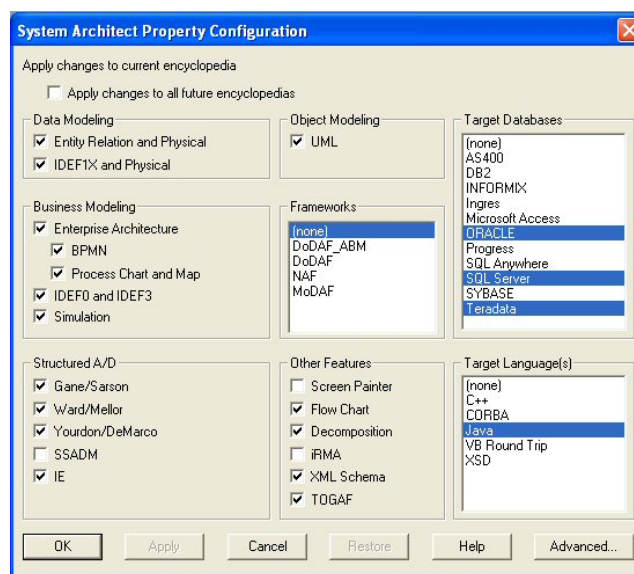 System Architect Property Configuration
Apply changes to current encyclopedia
Apply changes to all future encyclopedias
Data Modeling
Entity Relation and Physical
IDEF1X and Physical
Object Modeling
UML
Target Databases
(none)
AS400
DB2
INFORMIX
Ingres
Microsoft Access
ORACLE
Progress
SQL Anywhere
SQL Server
SYBASE
Teradata
Business Modeling
Enterprise Architecture
BPMN
Process Chart and Map
IDEF0 and IDEF3
Simulation
Frameworks
(none)
DoDAF_ABM
DoDAF
NAF
MoDAF
Structured A/D
Gane/Sarson
Ward/Mellor
Yourdon/DeMarco
SSADM
IE
Other Features
Screen Painter
Flow Chart
Decomposition
iRMA
XML Schema
TOGAF
Target Language(s)
(none)
C++
CORBA
Java
VB Round Trip
XSD
OK
Apply
Cancel
Restore
Help
Advanced...